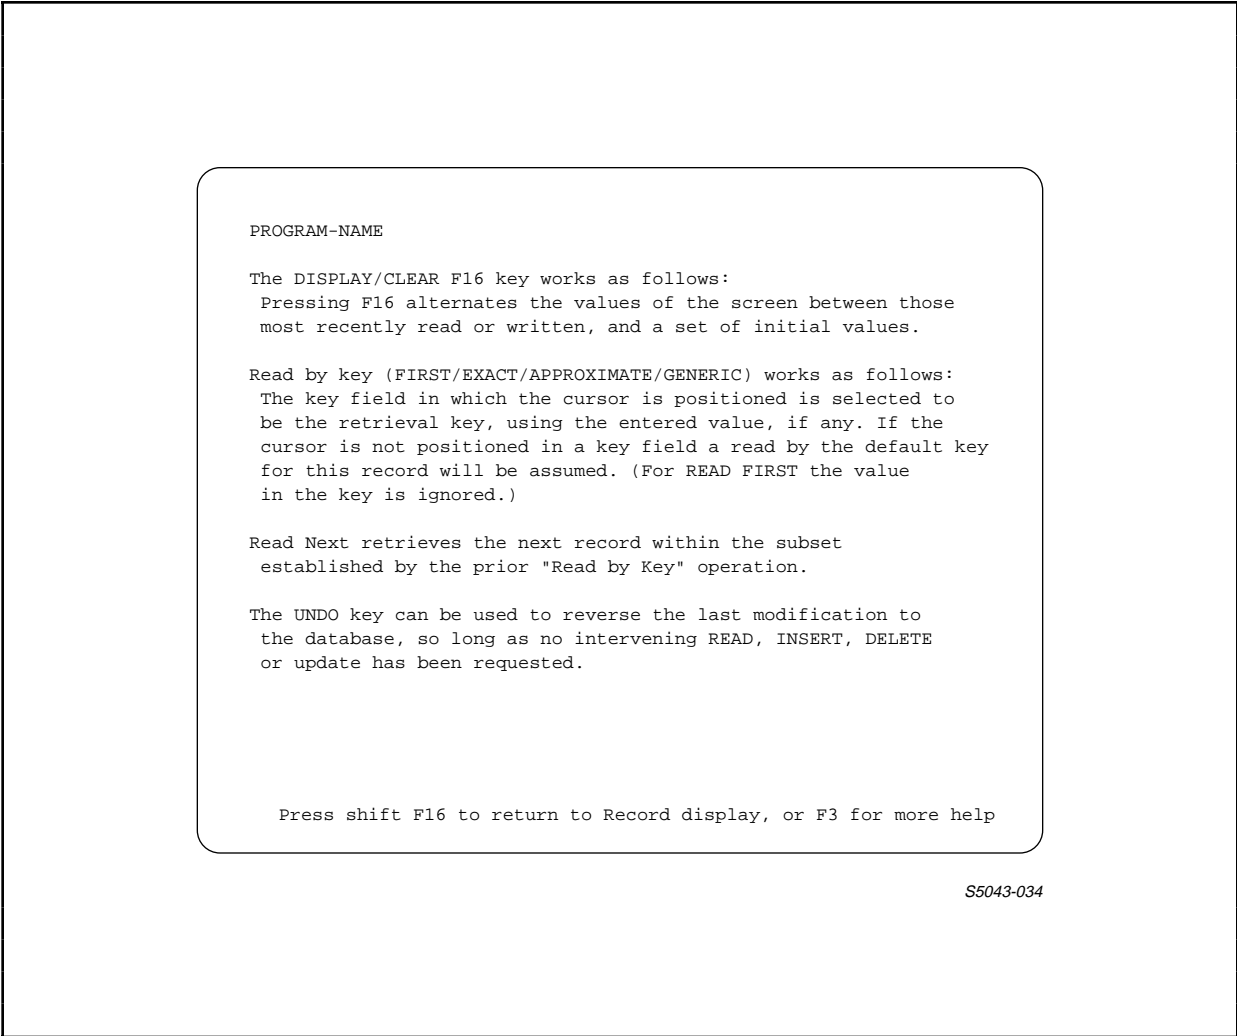 PROGRAM-NAME
The DISPLAY/CLEAR F16 key works as follows:
Pressing F16 alternates the values of the screen between those
most recently read or written, and a set of initial values.
Read by key (FIRST/EXACT/APPROXIMATE/GENERIC) works as follows:
The key field in which the cursor is positioned is selected to
be the retrieval key, using the entered value, if any. If the
cursor is not positioned in a key field a read by the default key
for this record will be assumed. (For READ FIRST the value
in the key is ignored.)
Read Next retrieves the next record within the subset
established by the prior "Read by Key" operation.
The UNDO key can be used to reverse the last modification to
the database, so long as no intervening READ, INSERT, DELETE
or update has been requested.
Press shift F16 to return to Record display, or F3 for more help
S5043-034